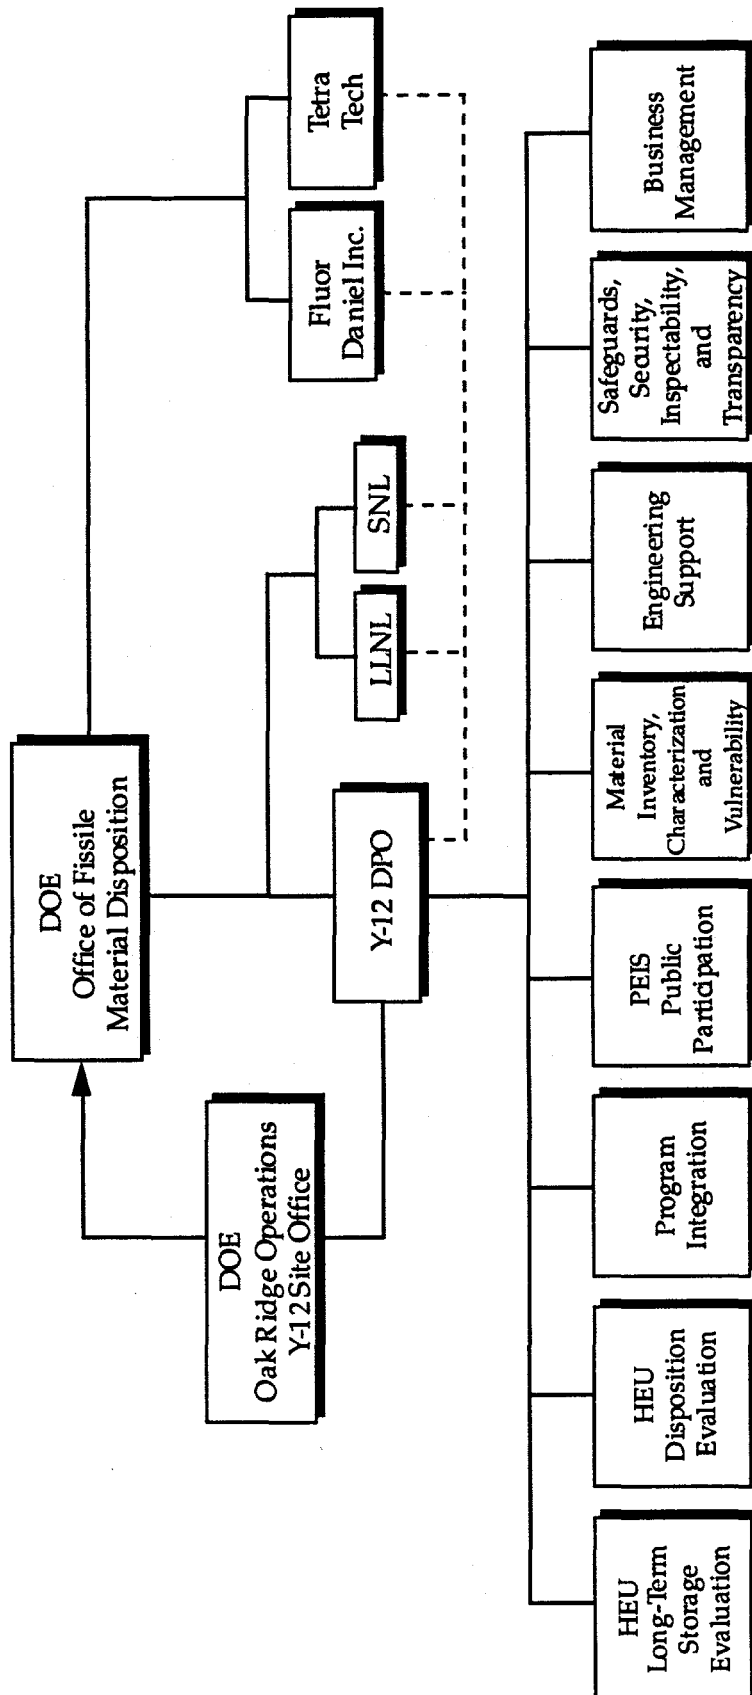 DOE
Office of Fissile
Material Disposition
DOE
Oak Ridge Operations
Y-12 Site Office
Y-12 DPO
LLNL
SNL
Fluor
Daniel Inc.
Tetra
Tech
HEU
Long-Term
Storage
Evaluation
HEU
Disposition
Evaluation
Program
Integration
PEIS
Public
Participation
Material
Inventory,
Characterization
and
Vulnerability
Engineering
Support
Safeguards,
Security,
Inspectability,
and
Transparency
Business
Management